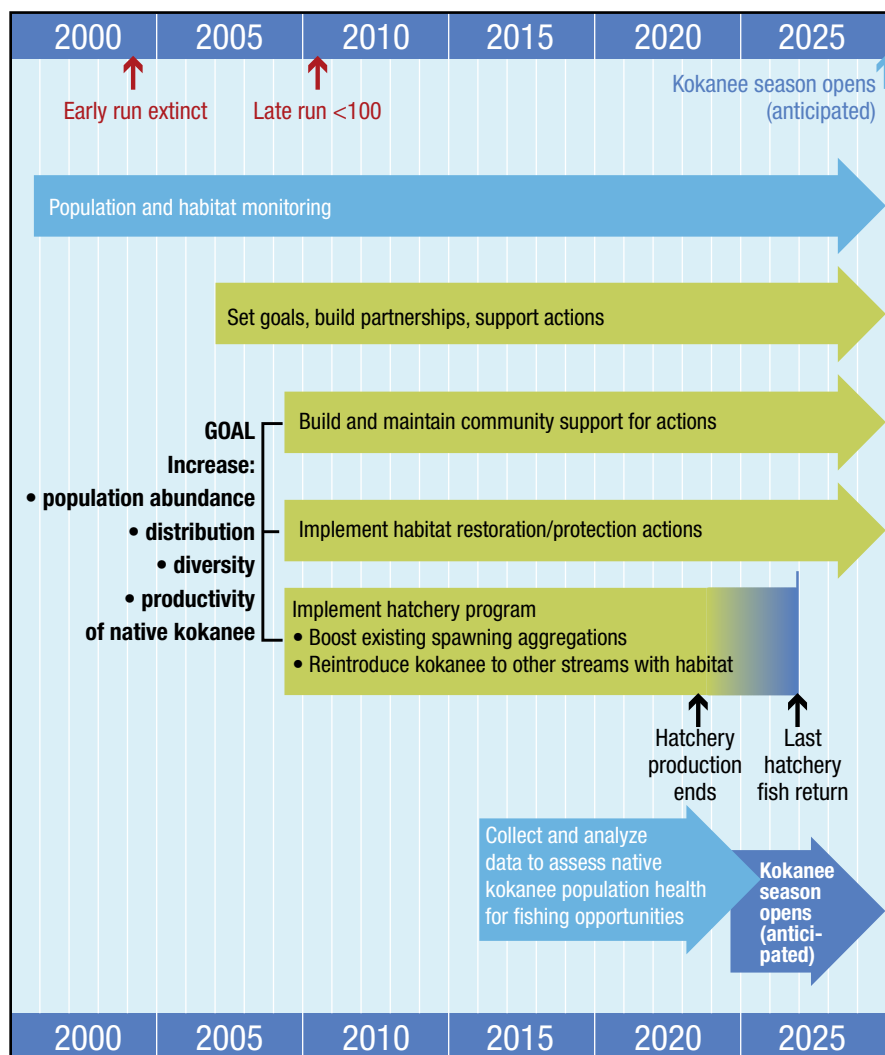 2000 2005 2010 2015 2020 2025
Early run extinct
Late run <100
Kokanee season opens
(anticipated)
Population and habitat monitoring
Set goals, build partnerships, support actions
GOAL
Increase:
• population abundance
• distribution
• diversity
• productivity
of native kokanee
Build and maintain community support for actions
Implement habitat restoration/protection actions
Implement hatchery program
• Boost existing spawning aggregations
• Reintroduce kokanee to other streams with habitat
Hatchery
production
ends
Last
hatchery
fish return
Collect and analyze
data to assess native
kokanee population health
for fishing opportunities
Kokanee
season
opens
(antici-
pated)
2000 2005 2010 2015 2020 2025